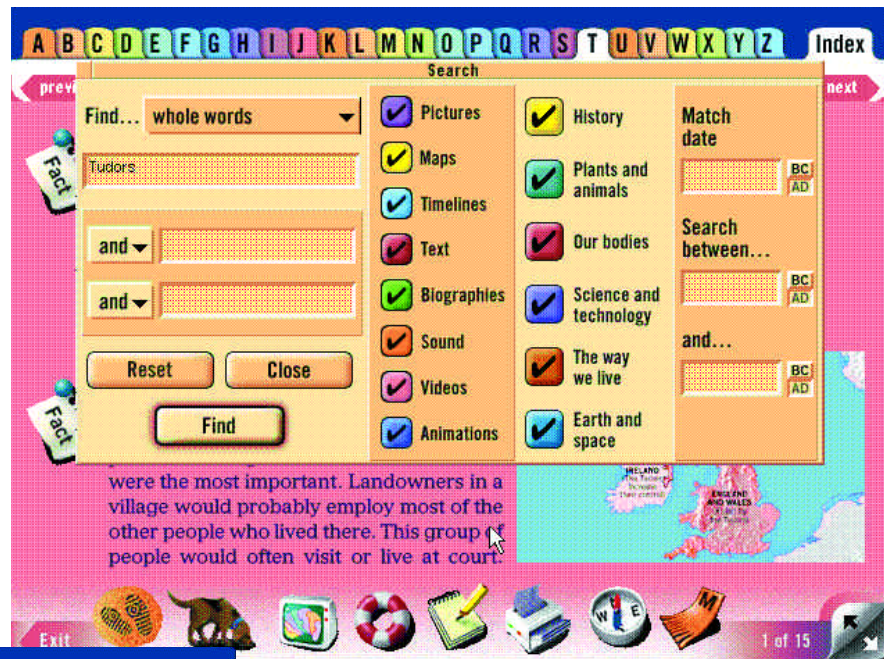 A B C D E F G H I J K L M N O P Q R S T U V W X Y Z Index
Search
previ
next
Find... whole words
Tudors
and
and
Reset
Close
Find
Pictures
Maps
Timelines
Text
Biographies
Sound
Videos
Animations
History
Plants and
animals
Our bodies
Science and
technology
The way
we live
Earth and
space
Match
date
BC
AD
Search
between...
BC
AD
and...
BC
AD
Fact
Fact
were the most important. Landowners in a
village would probably employ most of the
other people who lived there. This group of
people would often visit or live at court.
IRELAND
ENGLAND
AND WALES
W E
M
Exit
1 of 15